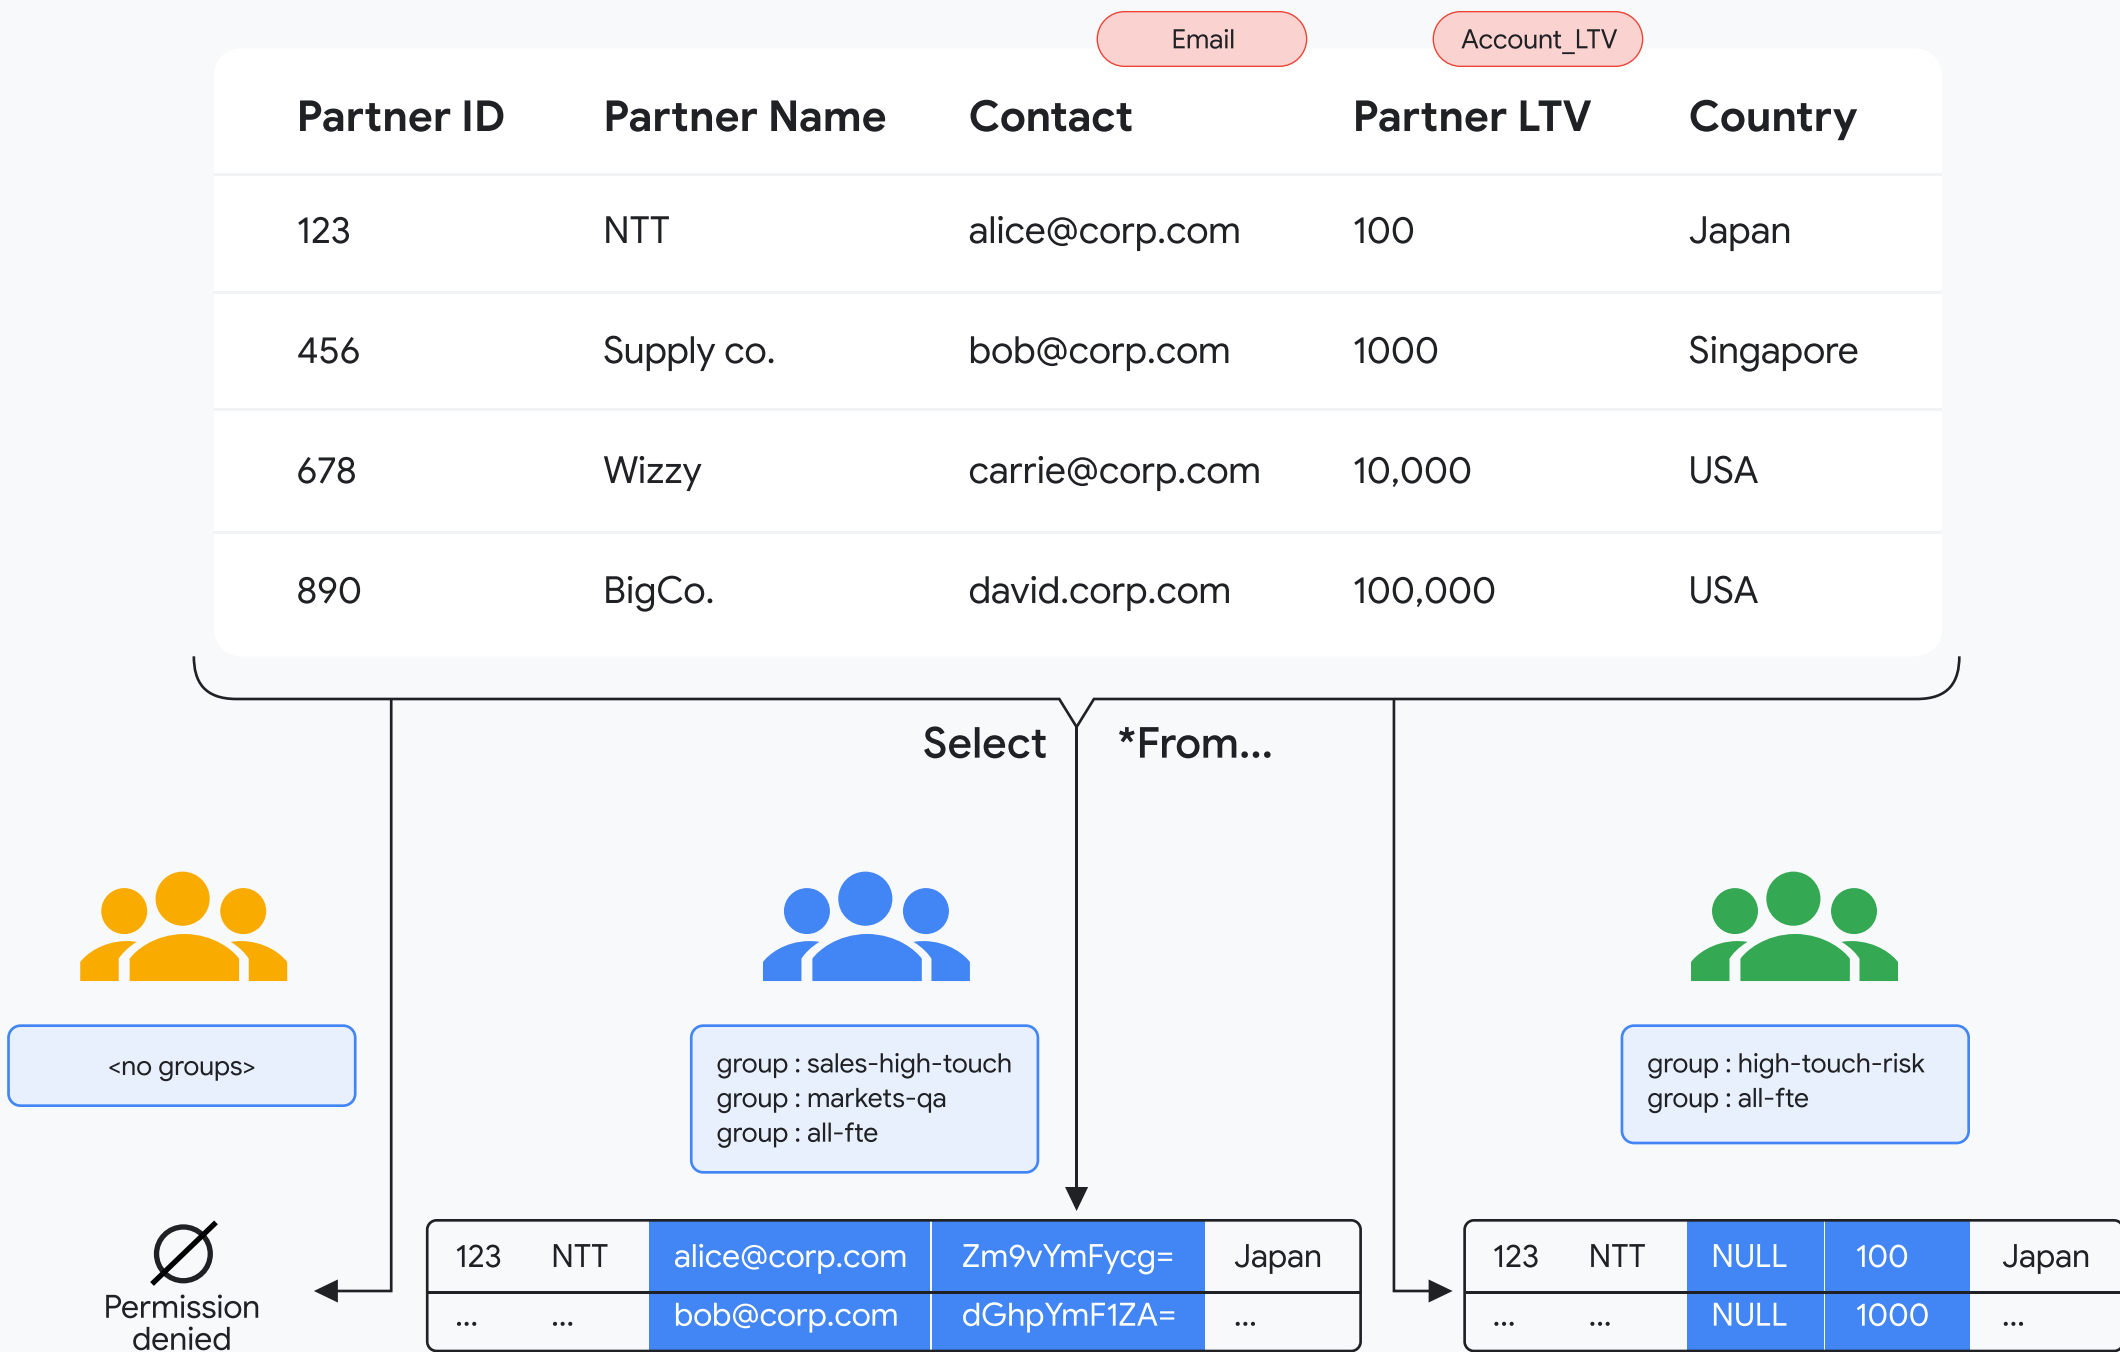 Email Account_LTV
Partner ID Partner Name Contact Partner LTV Country
123 NTT alice@corp.com 100 Japan
456 Supply co. bob@corp.com 1000 Singapore
678 Wizzy carrie@corp.com 10,000 USA
890 BigCo. david.corp.com 100,000 USA
Select *From...
<no groups>
group : sales-high-touch
group : markets-qa
group : all-fte
group : high-touch-risk
group : all-fte
Permission
denied
123 NTT alice@corp.com Zm9vYmFycg= Japan
... ... bob@corp.com dGhpYmF1ZA= ...
123 NTT NULL 100 Japan
... ... NULL 1000 ...